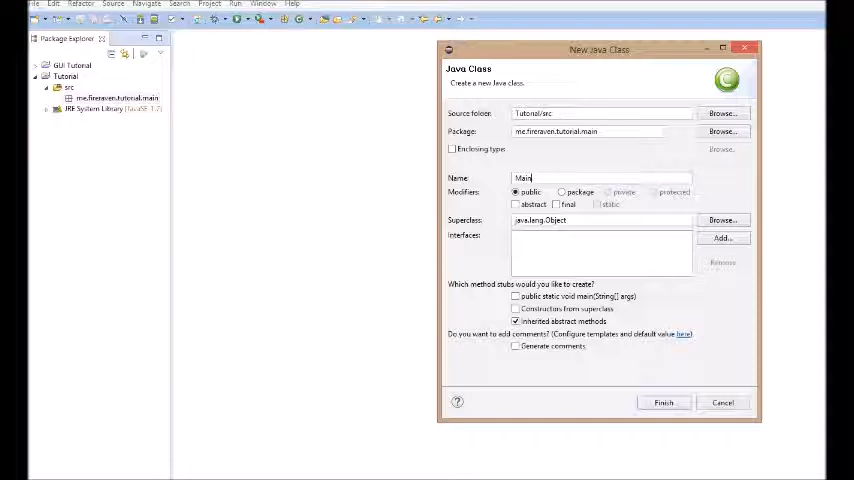 File Edit Refactor Source Navigate Search Project Run Window Help
Package Explorer
GUI Tutorial
Tutorial
src
me.fireraven.tutorial.main
JRE System Library [JavaSE-1.7]
New Java Class
Java Class
Create a new Java class.
Source folder: Tutorial/src Browse...
Package: me.fireraven.tutorial.main Browse...
Enclosing type: Browse...
Name: Main
Modifiers: public package private protected
abstract final static
Superclass: java.lang.Object Browse...
Interfaces: Add...
Remove
Which method stubs would you like to create?
public static void main(String[] args)
Constructors from superclass
Inherited abstract methods
Do you want to add comments? (Configure templates and default value here)
Generate comments
Finish Cancel